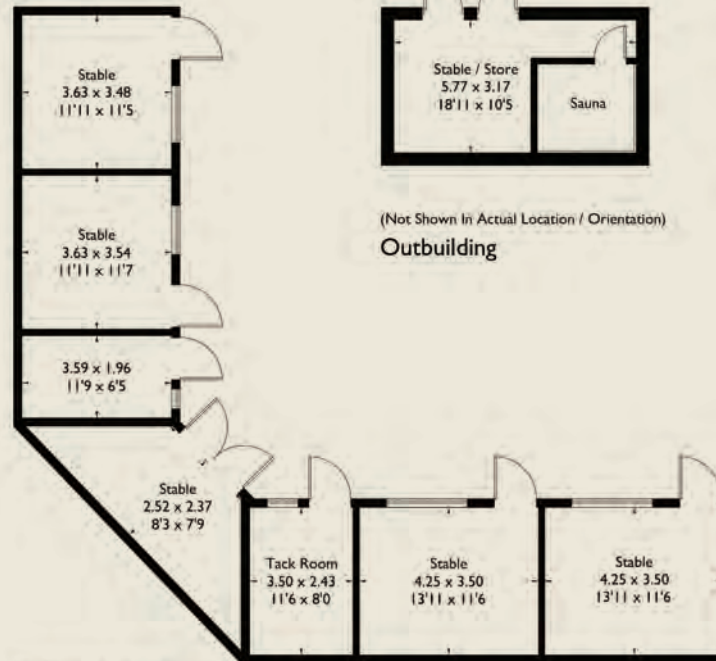 Stable
3.63 x 3.48
11'11 x 11'5
Stable / Store
5.77 x 3.17
18'11 x 10'5
Sauna
(Not Shown In Actual Location / Orientation)
Outbuilding
Stable
3.63 x 3.54
11'11 x 11'7
3.59 x 1.96
11'9 x 6'5
Stable
2.52 x 2.37
8'3 x 7'9
Tack Room
3.50 x 2.43
11'6 x 8'0
Stable
4.25 x 3.50
13'11 x 11'6
Stable
4.25 x 3.50
13'11 x 11'6